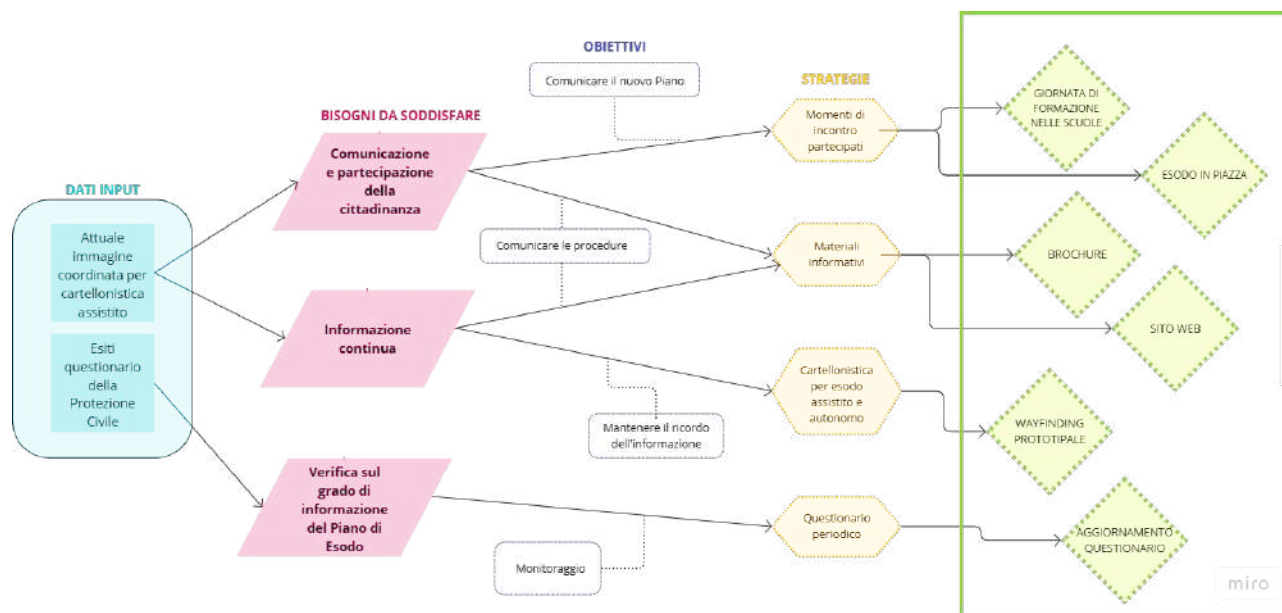 DATI INPUT
Attuale
immagine
coordinata per
cartellonistica
assistito
Esiti
questionario
della
Protezione
Civile
BISOGNI DA SODDISFARE
Comunicazione
e partecipazione
della
cittadinanza
Informazione
continua
Verifica sul
grado di
informazione
del Piano di
Esodo
OBIETTIVI
Comunicare il nuovo Piano
Comunicare le procedure
Mantenere il ricordo
dell'informazione
Monitoraggio
STRATEGIE
Momenti di
incontro
partecipati
Materiali
informativi
Cartellonistica
per esodo
assistito e
autonomo
Questionario
periodico
GIORNATA DI
FORMAZIONE
NELLE SCUOLE
ESODO IN PIAZZA
BROCHURE
SITO WEB
WAYFINDING
PROTOTIPALE
AGGIORNAMENTO
QUESTIONARIO
miro